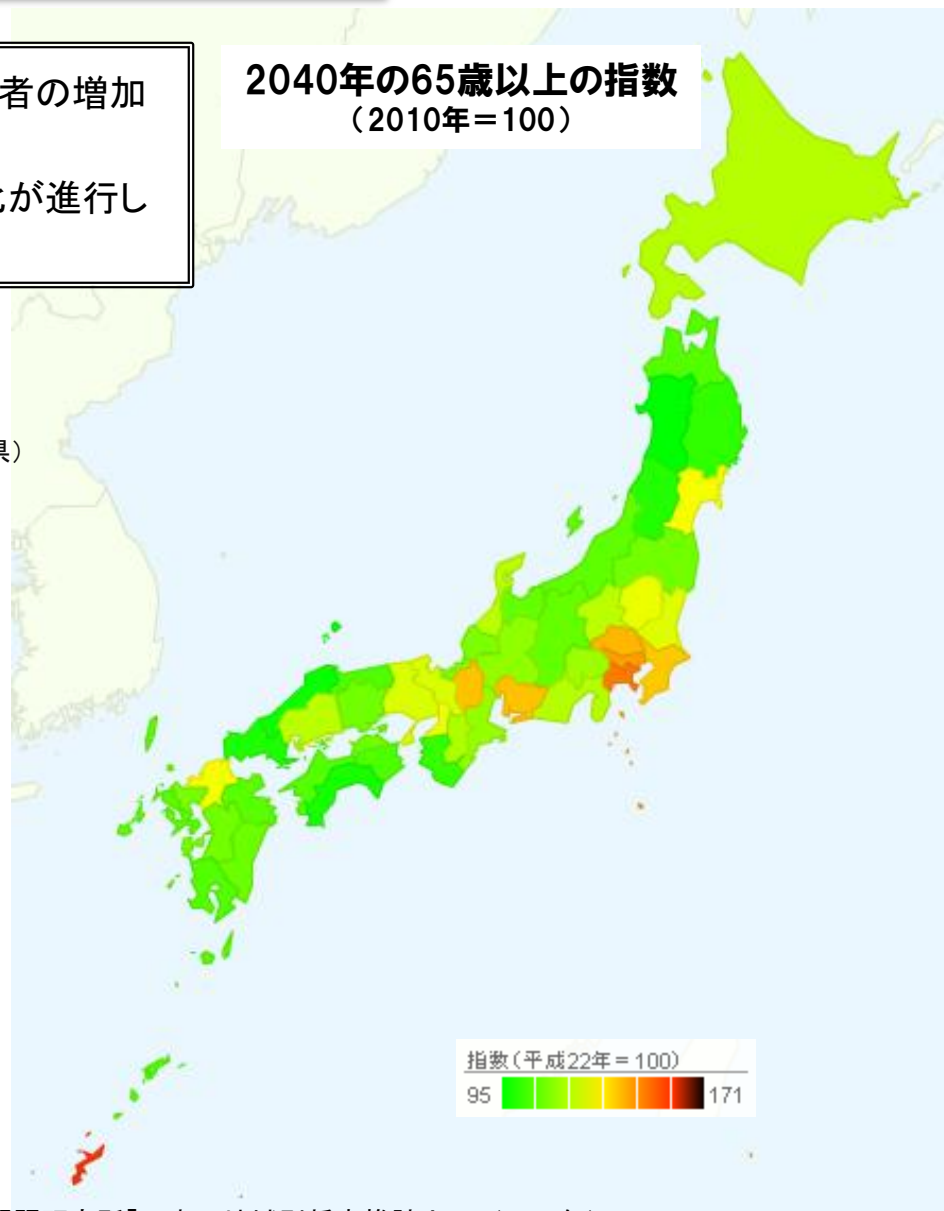 者の増加
が進行し
2040年の65歳以上の指数
（2010年＝100）
県）
指数（平成22年＝100）
95
171